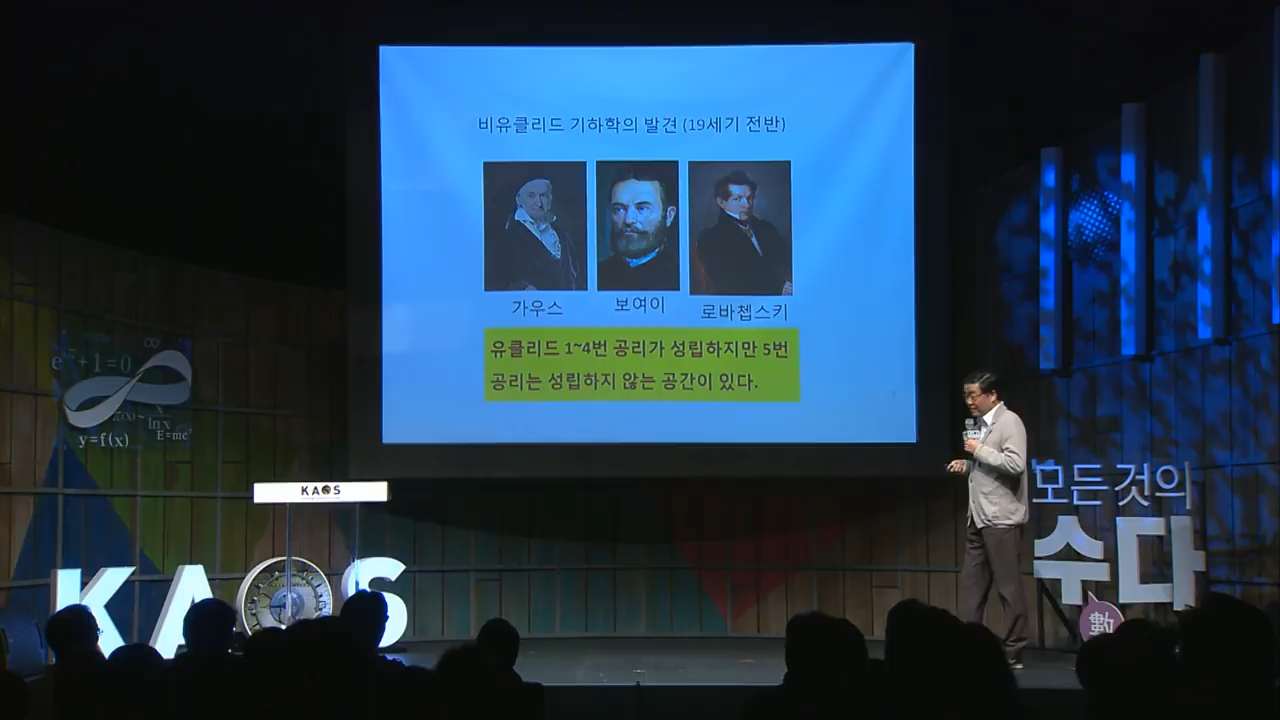 비유클리드 기하학의 발견 (19세기 전반)
가우스
보여이
로바쳅스키
유클리드 1~4번 공리가 성립하지만 5번
공리는 성립하지 않는 공간이 있다.
∞
y=f(x)
E=mc²
KAOS
KAOS
모든 것의
수다
數